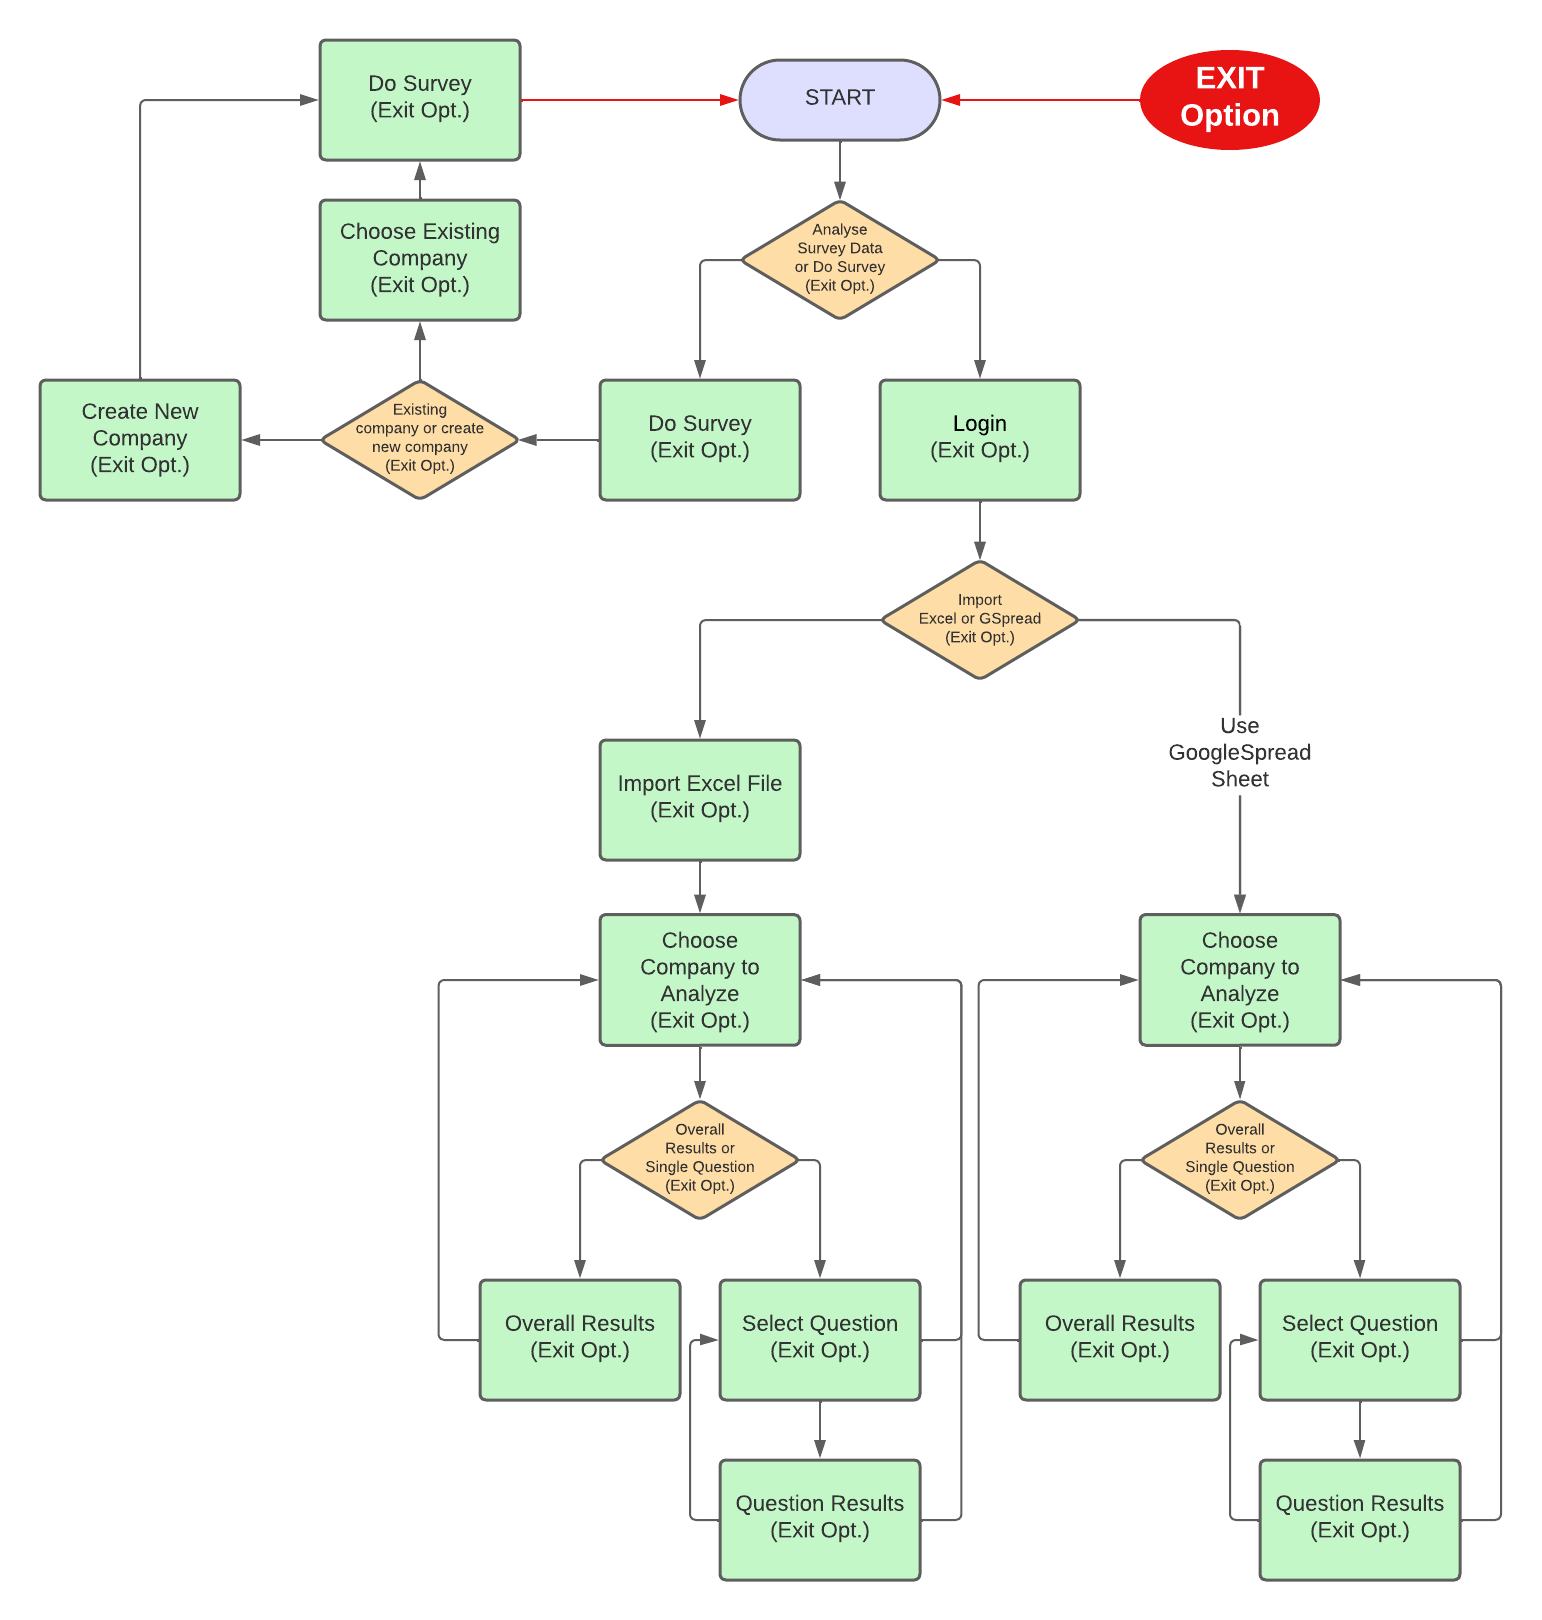 Do Survey
(Exit Opt.)
START
EXIT
Option
Choose Existing
Company
(Exit Opt.)
Analyse
Survey Data
or Do Survey
(Exit Opt.)
Create New
Company
(Exit Opt.)
Existing
company or create
new company
(Exit Opt.)
Do Survey
(Exit Opt.)
Login
(Exit Opt.)
Import
Excel or GSpread
(Exit Opt.)
Import Excel File
(Exit Opt.)
Use
GoogleSpread
Sheet
Choose
Company to
Analyze
(Exit Opt.)
Choose
Company to
Analyze
(Exit Opt.)
Overall
Results or
Single Question
(Exit Opt.)
Overall
Results or
Single Question
(Exit Opt.)
Overall Results
(Exit Opt.)
Select Question
(Exit Opt.)
Overall Results
(Exit Opt.)
Select Question
(Exit Opt.)
Question Results
(Exit Opt.)
Question Results
(Exit Opt.)